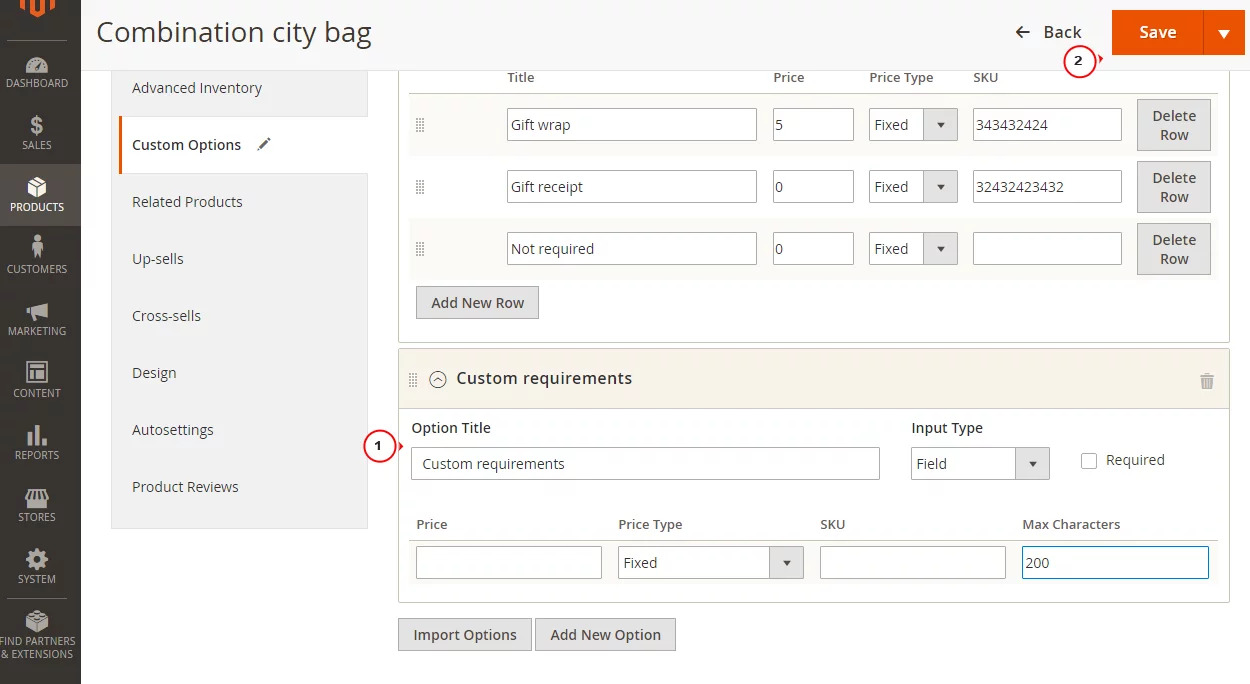 Combination city bag
Back
Save
2
DASHBOARD
SALES
PRODUCTS
CUSTOMERS
MARKETING
CONTENT
REPORTS
STORES
SYSTEM
FIND PARTNERS
& EXTENSIONS
Advanced Inventory
Custom Options
Related Products
Up-sells
Cross-sells
Design
Autosettings
Product Reviews
Title Price Price Type SKU
Gift wrap 5 Fixed 343432424 Delete Row
Gift receipt 0 Fixed 32432423432 Delete Row
Not required 0 Fixed Delete Row
Add New Row
Custom requirements
1
Option Title Input Type
Custom requirements Field Required
Price Price Type SKU Max Characters
Fixed 200
Import Options Add New Option